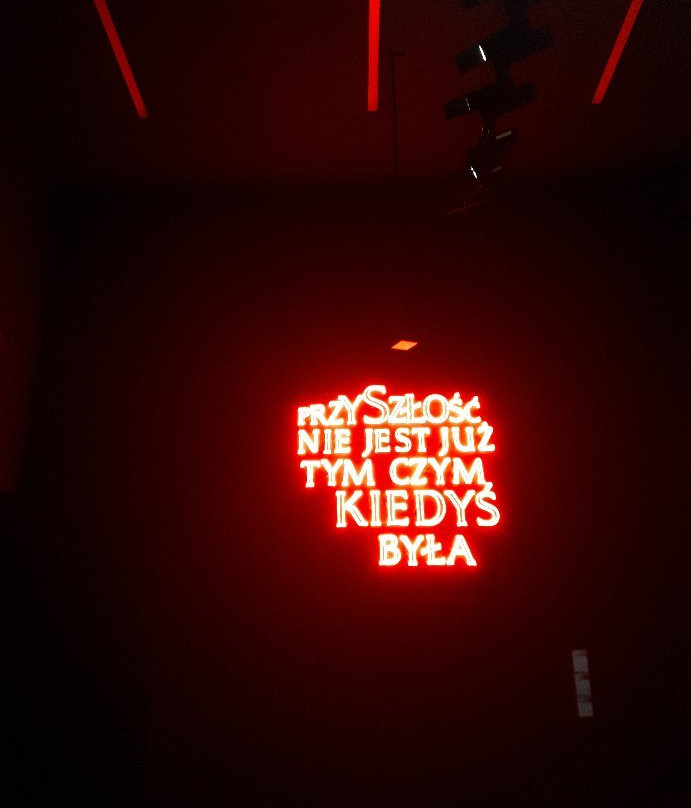 PRZYSZŁOŚĆ
NIE JEST JUŻ
TYM CZYM
KIEDYŚ
BYŁA